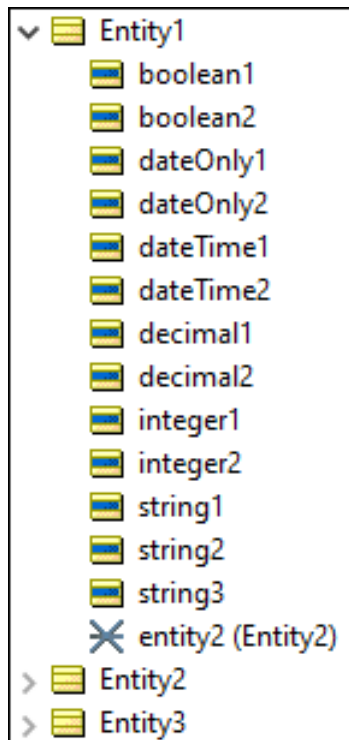 Entity1
boolean1
boolean2
dateOnly1
dateOnly2
dateTime1
dateTime2
decimal1
decimal2
integer1
integer2
string1
string2
string3
entity2 (Entity2)
Entity2
Entity3